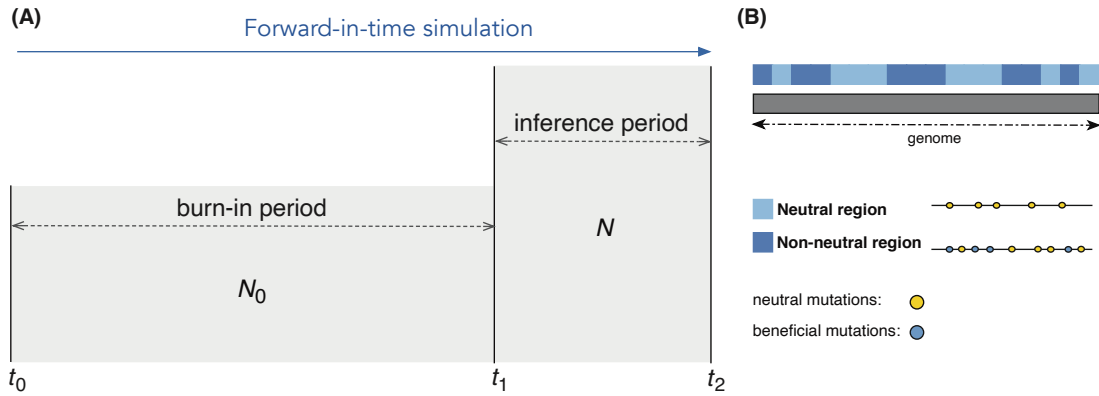 (A)
Forward-in-time simulation
inference period
burn-in period
N
N₀
t₀
t₁
t₂
(B)
genome
Neutral region
Non-neutral region
neutral mutations:
beneficial mutations: